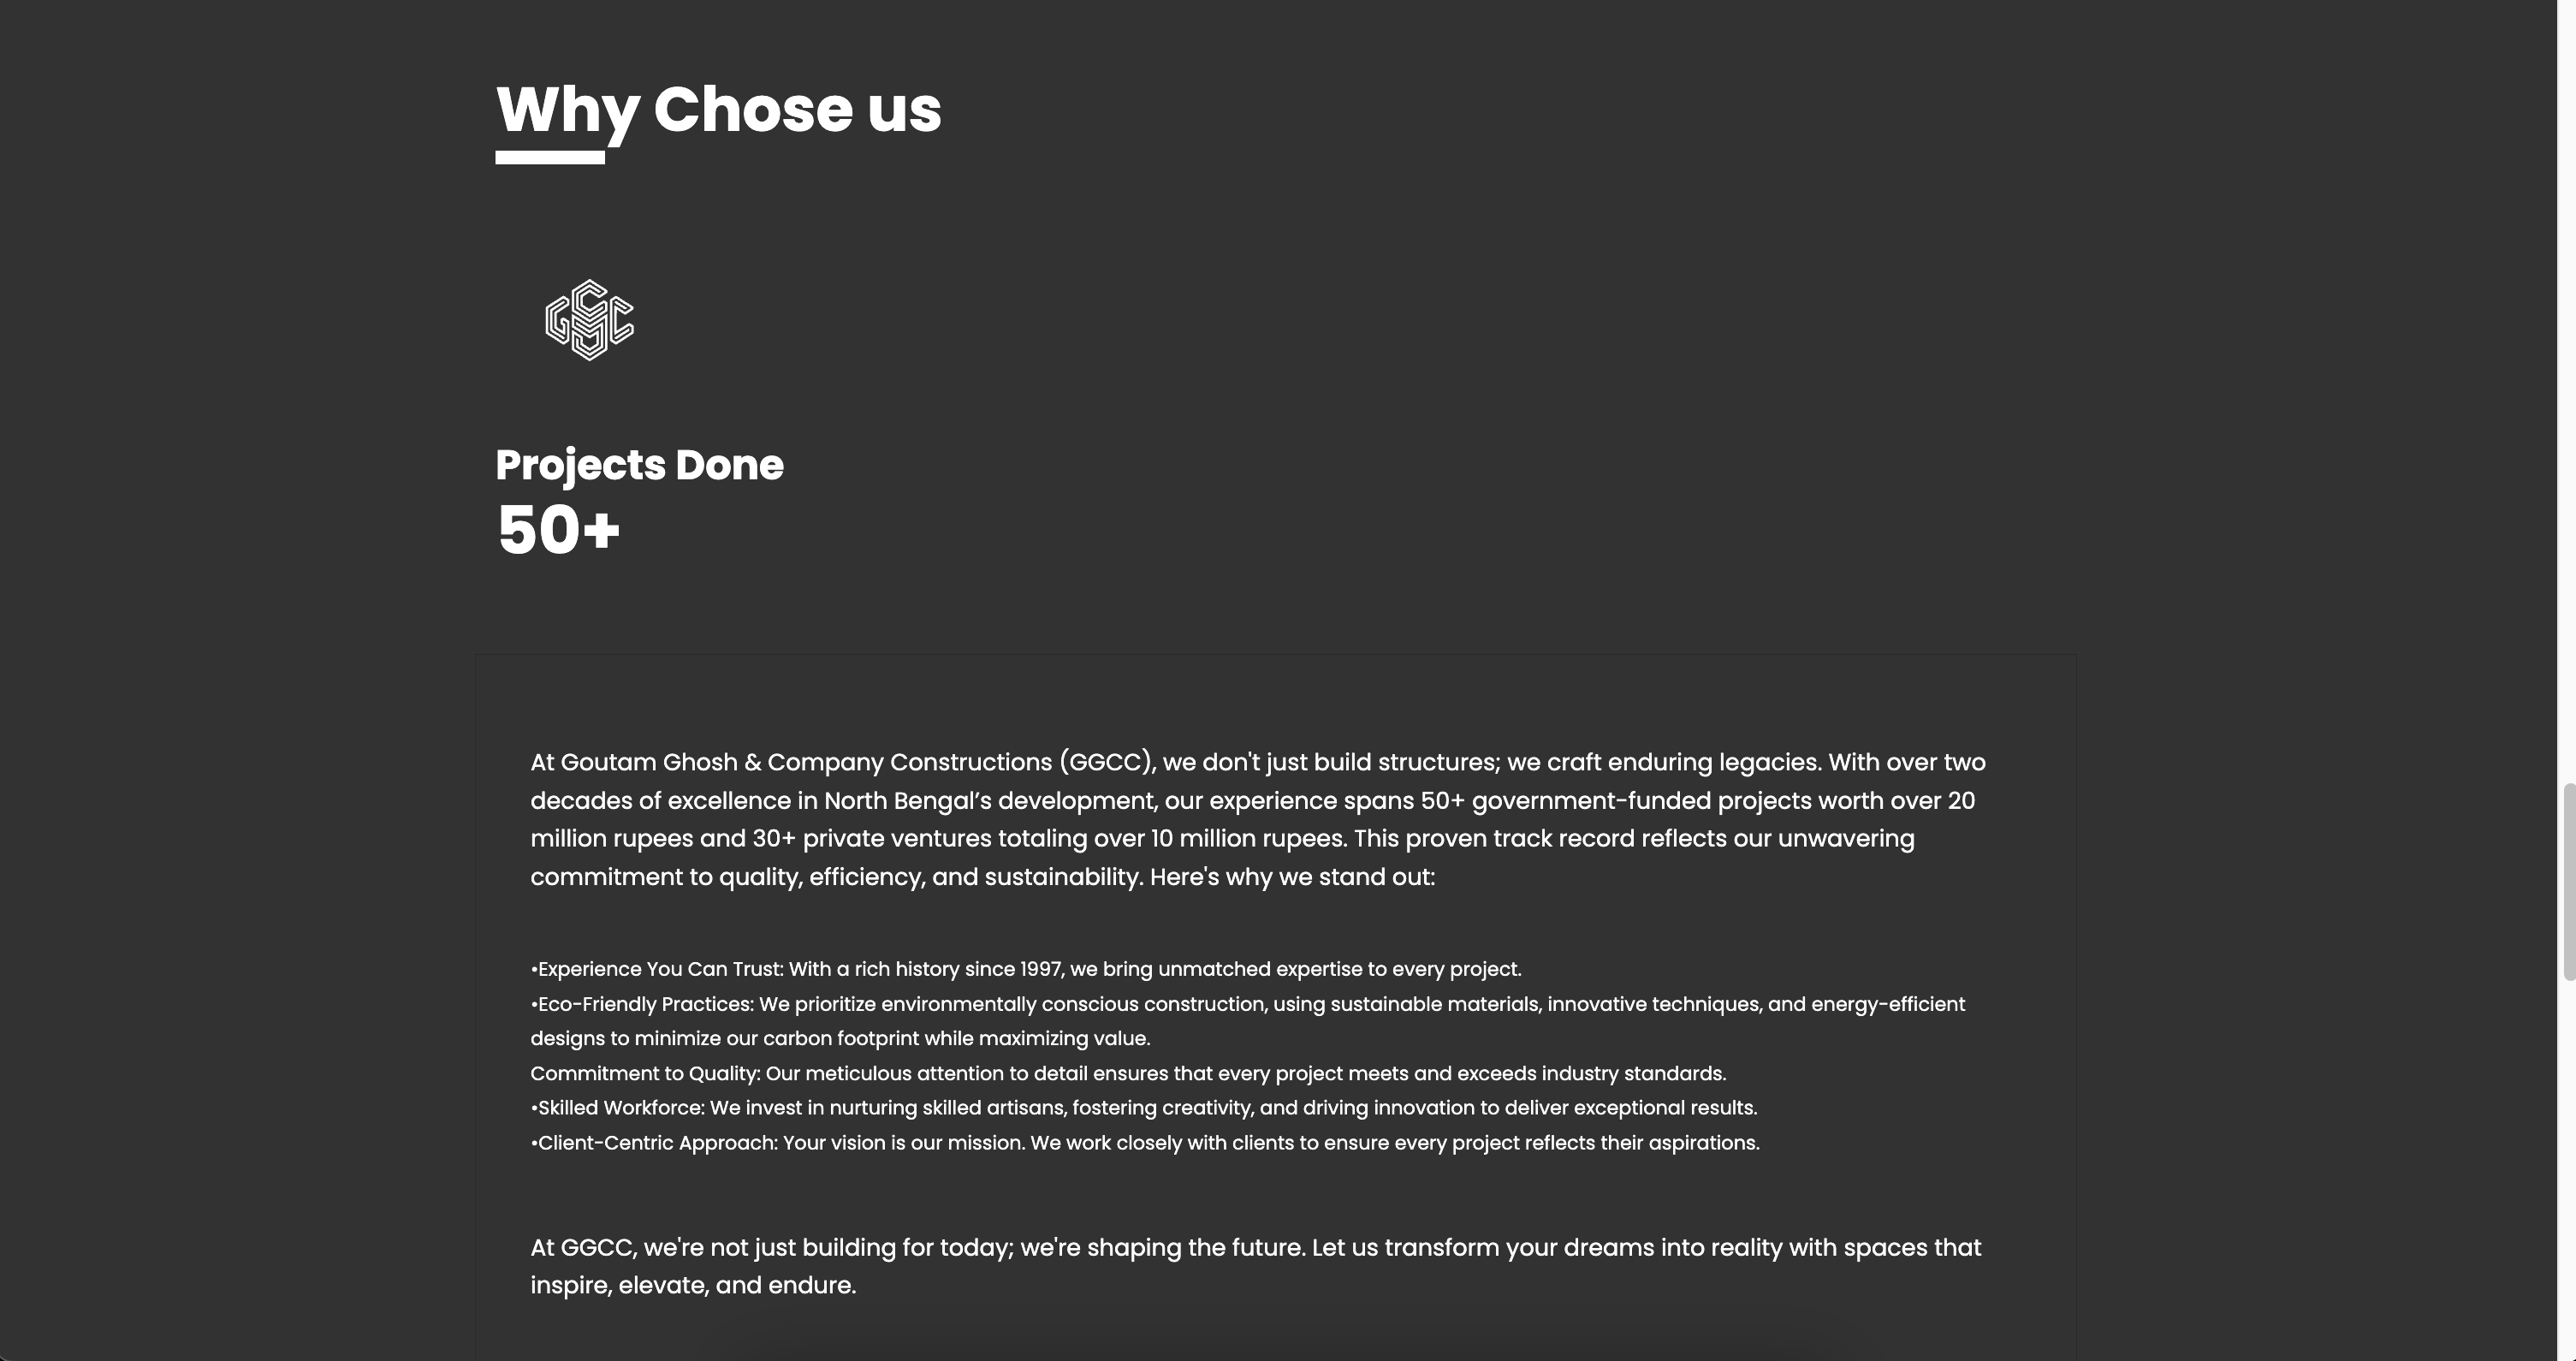 Why Chose us
GGCC
Projects Done
50+
At Goutam Ghosh & Company Constructions (GGCC), we don't just build structures; we craft enduring legacies. With over two
decades of excellence in North Bengal’s development, our experience spans 50+ government-funded projects worth over 20
million rupees and 30+ private ventures totaling over 10 million rupees. This proven track record reflects our unwavering
commitment to quality, efficiency, and sustainability. Here's why we stand out:
•Experience You Can Trust: With a rich history since 1997, we bring unmatched expertise to every project.
•Eco-Friendly Practices: We prioritize environmentally conscious construction, using sustainable materials, innovative techniques, and energy-efficient
designs to minimize our carbon footprint while maximizing value.
Commitment to Quality: Our meticulous attention to detail ensures that every project meets and exceeds industry standards.
•Skilled Workforce: We invest in nurturing skilled artisans, fostering creativity, and driving innovation to deliver exceptional results.
•Client-Centric Approach: Your vision is our mission. We work closely with clients to ensure every project reflects their aspirations.
At GGCC, we're not just building for today; we're shaping the future. Let us transform your dreams into reality with spaces that
inspire, elevate, and endure.